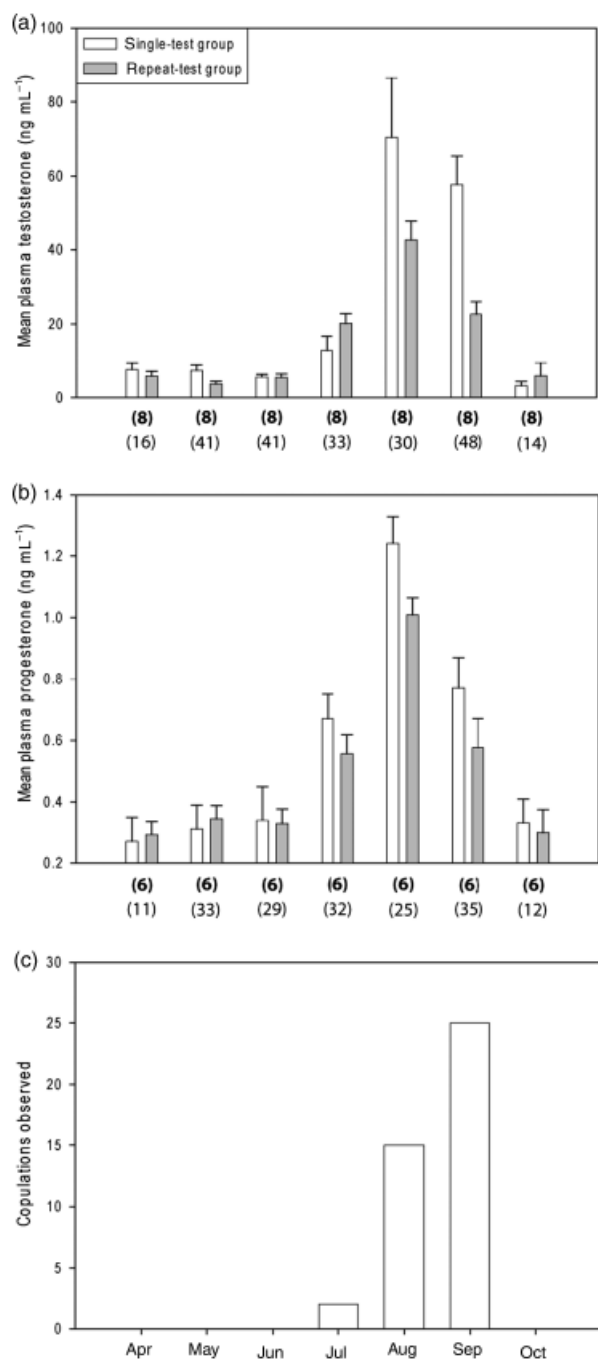 (a)
Single-test group
Repeat-test group
Mean plasma testosterone (ng mL⁻¹)
100
80
60
40
20
0
(8) (8) (8) (8) (8) (8) (8)
(16) (41) (41) (33) (30) (48) (14)
(b)
Mean plasma progesterone (ng mL⁻¹)
1.4
1.2
1.0
0.8
0.6
0.4
0.2
(6) (6) (6) (6) (6) (6) (6)
(11) (33) (29) (32) (25) (35) (12)
(c)
Copulations observed
30
25
20
15
10
5
0
Apr May Jun Jul Aug Sep Oct